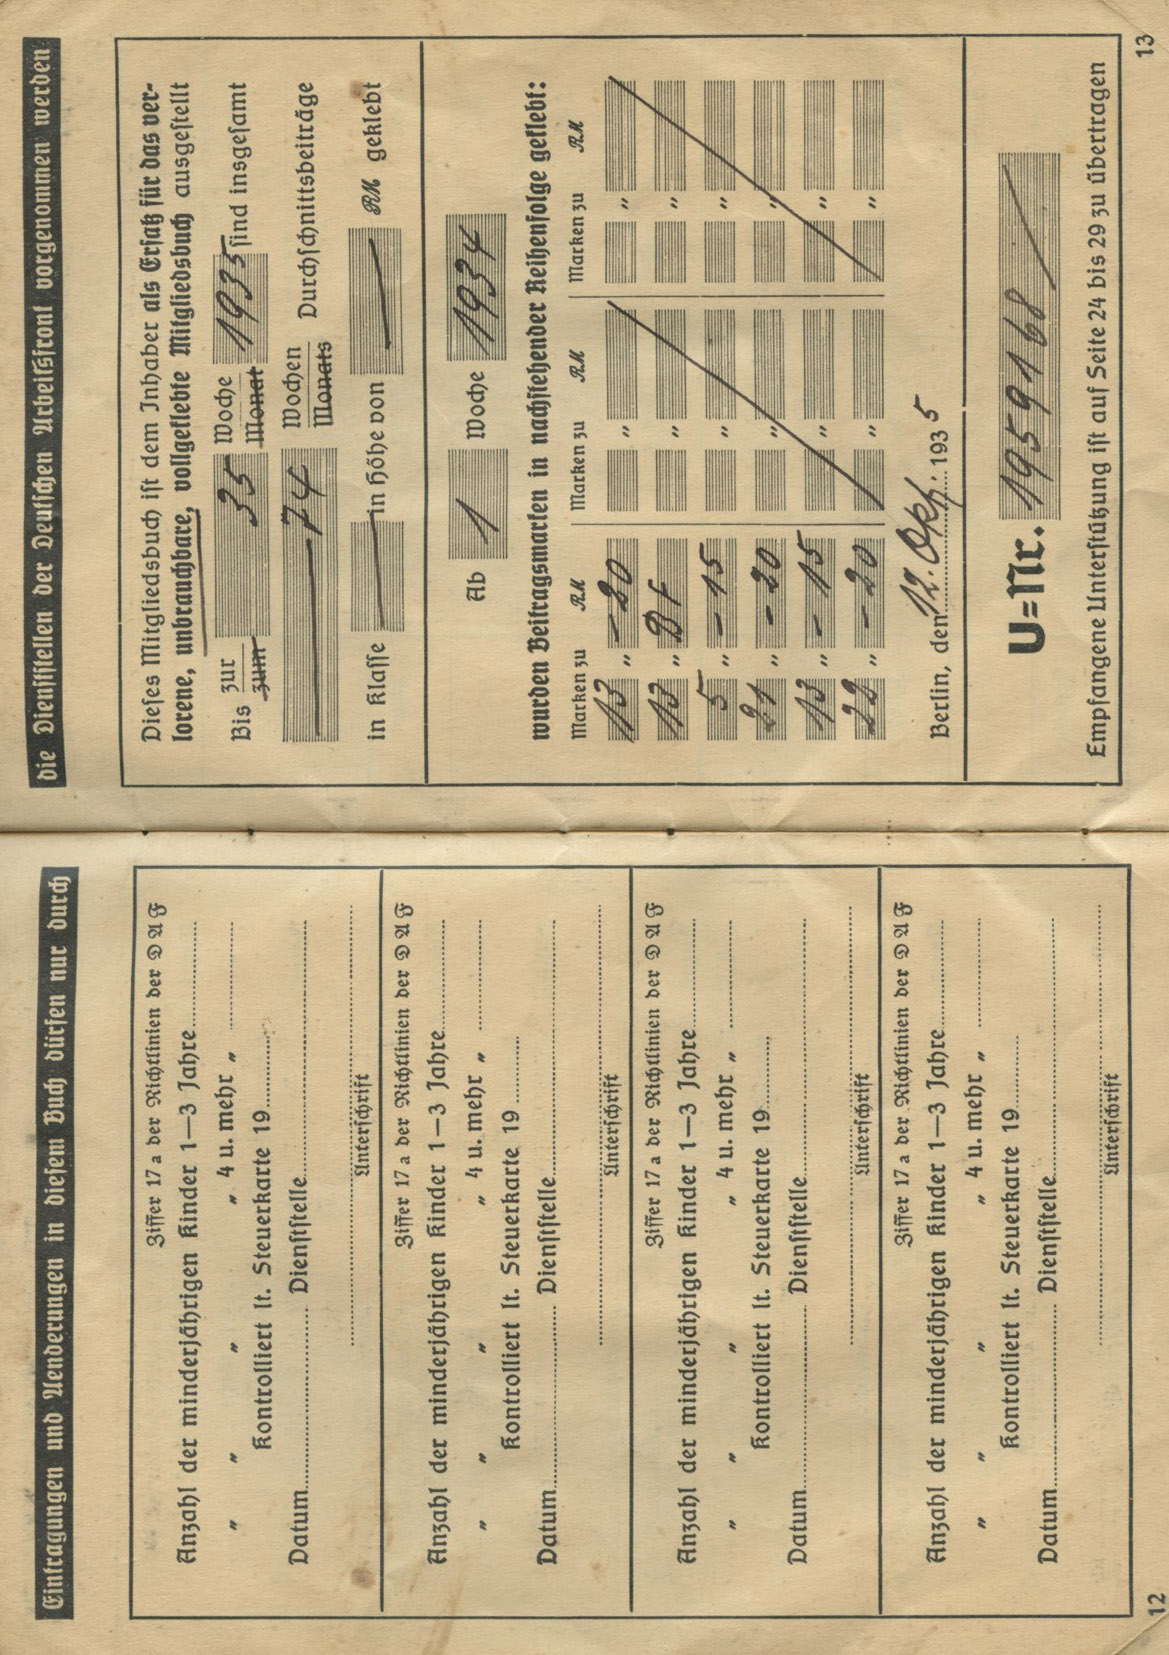 Eintragungen und Aenderungen in diesem Buch dürfen nur durch
Ziffer 17 a der Richtlinien der D A F
Anzahl der minderjährigen Kinder 1—3 Jahre
" " " " 4 u. mehr "
Kontrolliert lt. Steuerkarte 19
Datum Dienststelle
Unterschrift
Ziffer 17 a der Richtlinien der D A F
Anzahl der minderjährigen Kinder 1—3 Jahre
" " " " 4 u. mehr "
Kontrolliert lt. Steuerkarte 19
Datum Dienststelle
Unterschrift
Ziffer 17 a der Richtlinien der D A F
Anzahl der minderjährigen Kinder 1—3 Jahre
" " " " 4 u. mehr "
Kontrolliert lt. Steuerkarte 19
Datum Dienststelle
Unterschrift
Ziffer 17 a der Richtlinien der D A F
Anzahl der minderjährigen Kinder 1—3 Jahre
" " " " 4 u. mehr "
Kontrolliert lt. Steuerkarte 19
Datum Dienststelle
Unterschrift
12
die Dienststellen der Deutschen Arbeitsfront vorgenommen werden
Dieses Mitgliedsbuch ist dem Inhaber als Ersatz für das ver-
lorene, unbrauchbare, vollgeklebte Mitgliedsbuch ausgestellt
Bis zur 35 Woche 1935 sind insgesamt
zum Monat
74 Wochen Durchschnittsbeiträge
Monats
in Klasse — in Höhe von — RM geklebt
Ab 1 Woche 1934
wurden Beitragsmarken in nachstehender Reihenfolge geklebt:
Marken zu RM Marken zu RM Marken zu RM
13 " -20 " "
13 " DF " "
5 " -15 " "
21 " -20 " "
13 " -15 " "
22 " -20 " "
Berlin, den 12. Okt. 1935
U=Nr. 1959168
Empfangene Unterstützung ist auf Seite 24 bis 29 zu übertragen
13